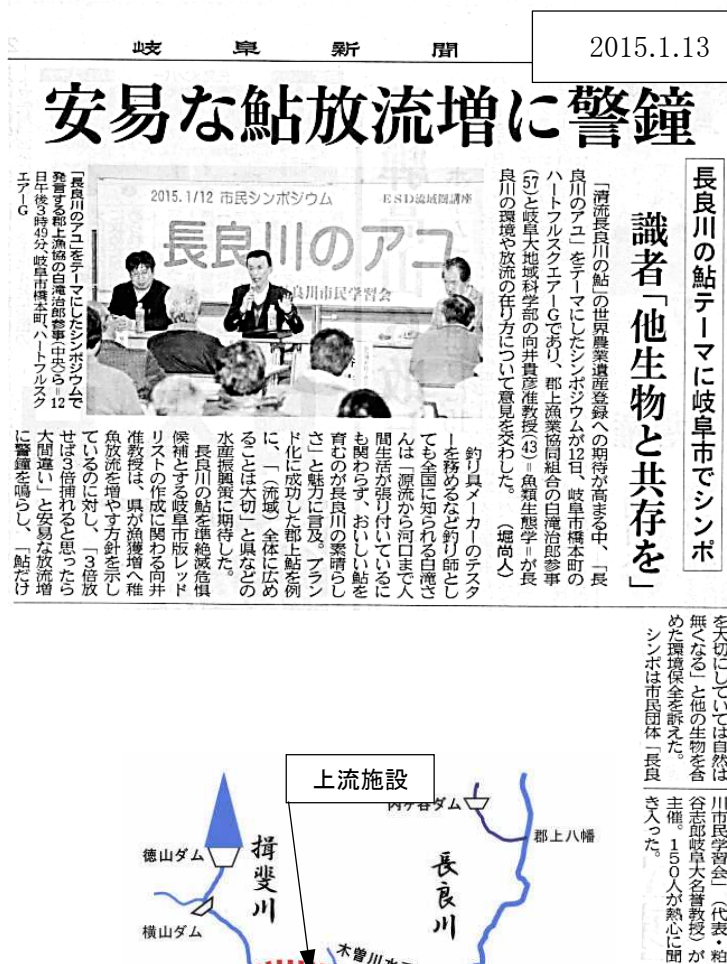 岐阜新聞
2015.1.13
安易な鮎放流増に警鐘
長良川の鮎テーマに岐阜市でシンポ
識者「他生物と共存を」
「清流長良川の鮎」の世界農業遺産登録への期待が高まる中、「長
良川のアユ」をテーマにしたシンポジウムが12日、岐阜市橋本町の
ハートフルスクエアーGであり、郡上漁業協同組合の白滝治郎参事
(57)と岐阜大地域科学部の向井貴彦准教授(43)=魚類生態学=が長
良川の環境や放流の在り方について意見を交わした。（堀尚人）
2015.1/12 市民シンポジウム
ESD流域圏講座
長良川のアユ
良川市民学習会
「長良川のアユ」をテーマにしたシンポジウムで
発言する郡上漁協の白滝治郎参事(中央)ら=12
日午後3時49分、岐阜市橋本町、ハートフルスク
エアーG
釣り具メーカーのテスタ
ーを務めるなど釣り師とし
ても全国に知られる白滝さ
んは「源流から河口まで人
間生活が張り付いているに
も関わらず、おいしい鮎を
育むのが長良川の素晴らし
さ」と魅力に言及。ブラン
ド化に成功した郡上鮎を例
に、「(流域)全体に広め
ることは大切」と県などの
水産振興策に期待した。
長良川の鮎を準絶滅危惧
候補とする岐阜市版レッド
リストの作成に関わる向井
准教授は、県が漁獲増へ稚
魚放流を増やす方針を示し
ているのに対し、「3倍放
せば3倍捕れると思ったら
大間違い」と安易な放流増
に警鐘を鳴らし、「鮎だけ
を大切にしていては自然は
無くなる」と他の生物を含
めた環境保全を訴えた。
シンポは市民団体「長良
川市民学習会」（代表・粕
谷志郎岐阜大名誉教授）が
主催。150人が熱心に聞
き入った。
上流施設
内ケ谷ダム
郡上八幡
徳山ダム
揖斐川
長良川
横山ダム
木曽川水